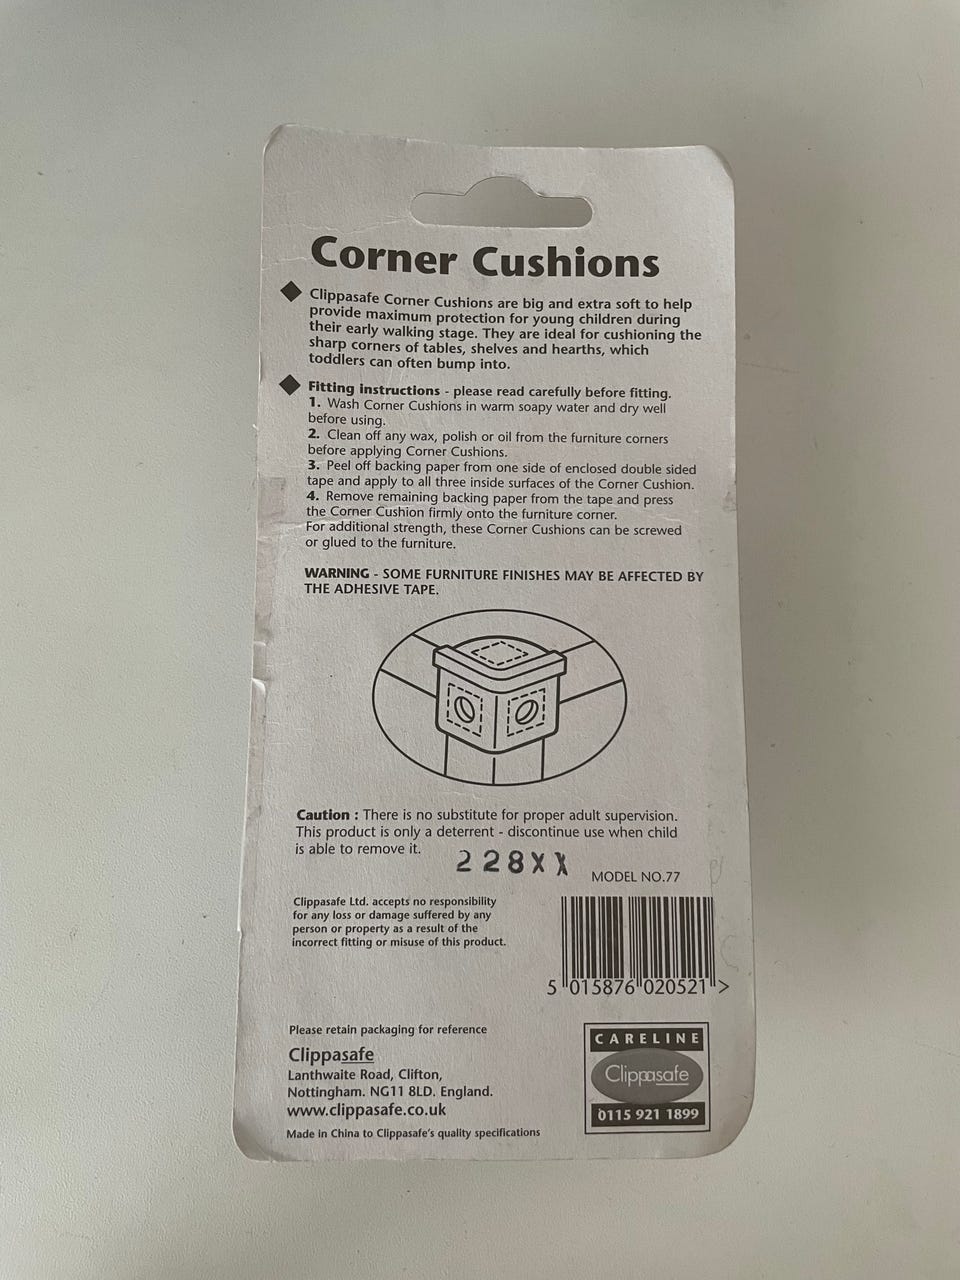 Corner Cushions
Clippasafe Corner Cushions are big and extra soft to help
provide maximum protection for young children during
their early walking stage. They are ideal for cushioning the
sharp corners of tables, shelves and hearths, which
toddlers can often bump into.
Fitting instructions - please read carefully before fitting.
1. Wash Corner Cushions in warm soapy water and dry well
before using.
2. Clean off any wax, polish or oil from the furniture corners
before applying Corner Cushions.
3. Peel off backing paper from one side of enclosed double sided
tape and apply to all three inside surfaces of the Corner Cushion.
4. Remove remaining backing paper from the tape and press
the Corner Cushion firmly onto the furniture corner.
For additional strength, these Corner Cushions can be screwed
or glued to the furniture.
WARNING - SOME FURNITURE FINISHES MAY BE AFFECTED BY
THE ADHESIVE TAPE.
Caution : There is no substitute for proper adult supervision.
This product is only a deterrent - discontinue use when child
is able to remove it.
228XX
MODEL NO.77
Clippasafe Ltd. accepts no responsibility
for any loss or damage suffered by any
person or property as a result of the
incorrect fitting or misuse of this product.
5 015876 020521 >
Please retain packaging for reference
Clippasafe
Lanthwaite Road, Clifton,
Nottingham. NG11 8LD. England.
www.clippasafe.co.uk
Made in China to Clippasafe's quality specifications
CARELINE
Clippasafe
0115 921 1899